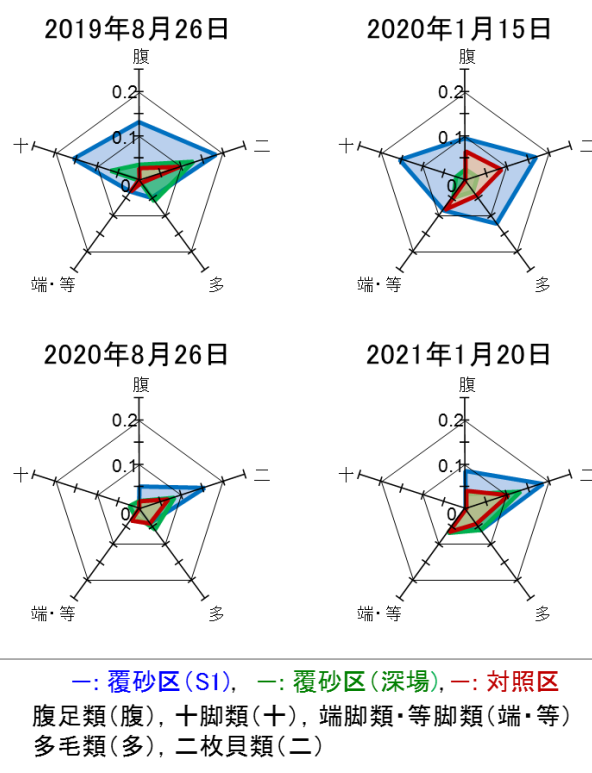 2019年8月26日
腹
0.2
0.1
0
十
二
端・等
多
2020年1月15日
腹
0.2
0.1
0
十
二
端・等
多
2020年8月26日
腹
0.2
0.1
0
十
二
端・等
多
2021年1月20日
腹
0.2
0.1
0
十
二
端・等
多
ー: 覆砂区(S1), ー: 覆砂区(深場), ー: 対照区
腹足類(腹), 十脚類(十), 端脚類・等脚類(端・等)
多毛類(多), 二枚貝類(二)